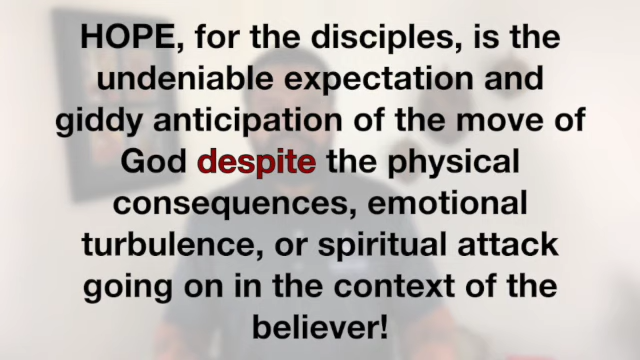 HOPE, for the disciples, is the
undeniable expectation and
giddy anticipation of the move of
God despite the physical
consequences, emotional
turbulence, or spiritual attack
going on in the context of the
believer!